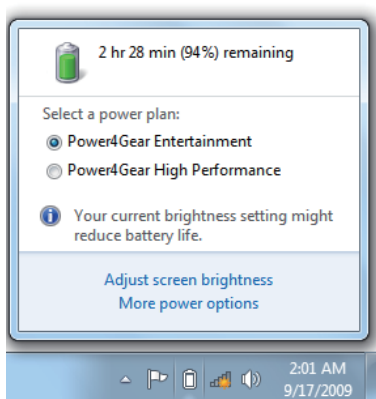 2 hr 28 min (94%) remaining
Select a power plan:
Power4Gear Entertainment
Power4Gear High Performance
Your current brightness setting might
reduce battery life.
Adjust screen brightness
More power options
2:01 AM
9/17/2009